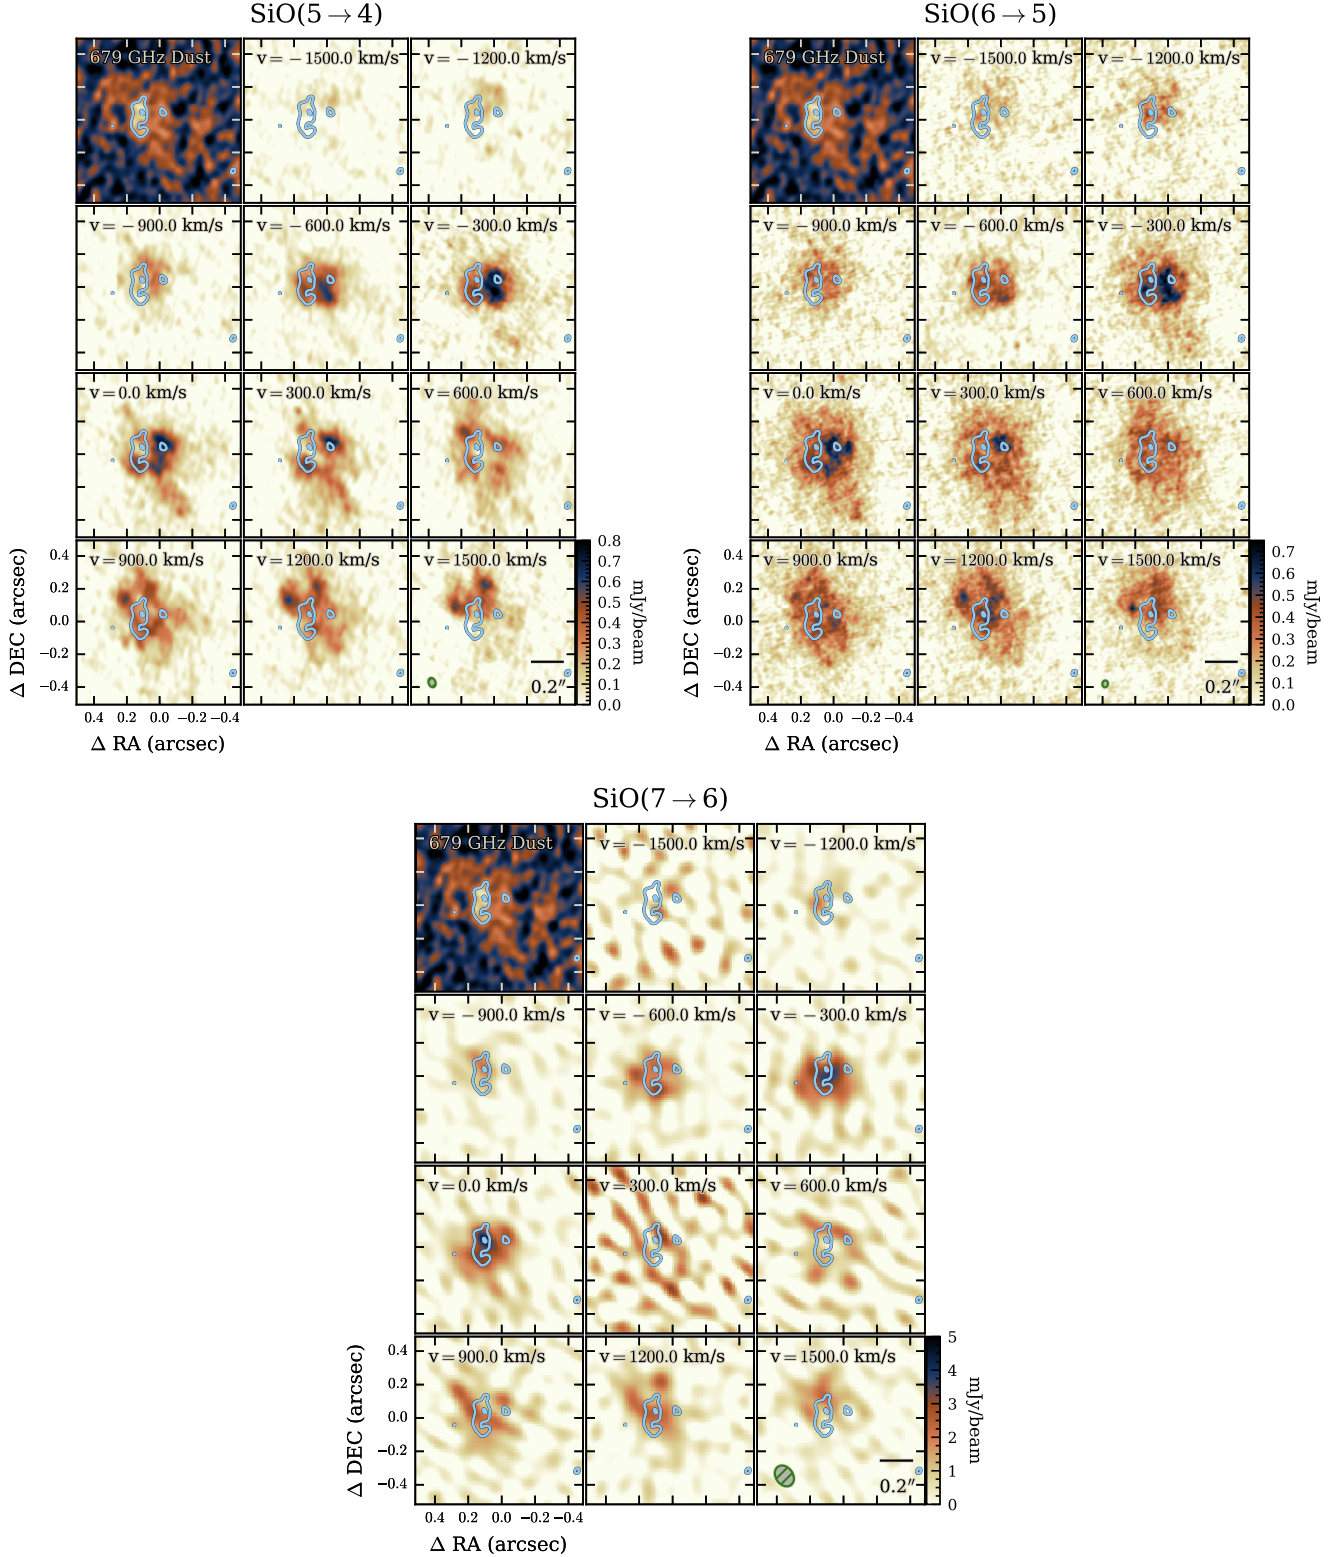 SiO(5→4)
679 GHz Dust
v = −1500.0 km/s
v = −1200.0 km/s
v = −900.0 km/s
v = −600.0 km/s
v = −300.0 km/s
v = 0.0 km/s
v = 300.0 km/s
v = 600.0 km/s
v = 900.0 km/s
v = 1200.0 km/s
v = 1500.0 km/s
0.2″
0.4
0.2
0.0
−0.2
−0.4
Δ DEC (arcsec)
0.4 0.2 0.0 −0.2 −0.4
Δ RA (arcsec)
0.8
0.7
0.6
0.5
0.4
0.3
0.2
0.1
0.0
mJy/beam
SiO(6→5)
679 GHz Dust
v = −1500.0 km/s
v = −1200.0 km/s
v = −900.0 km/s
v = −600.0 km/s
v = −300.0 km/s
v = 0.0 km/s
v = 300.0 km/s
v = 600.0 km/s
v = 900.0 km/s
v = 1200.0 km/s
v = 1500.0 km/s
0.2″
0.4
0.2
0.0
−0.2
−0.4
Δ DEC (arcsec)
0.4 0.2 0.0 −0.2 −0.4
Δ RA (arcsec)
0.7
0.6
0.5
0.4
0.3
0.2
0.1
0.0
mJy/beam
SiO(7→6)
679 GHz Dust
v = −1500.0 km/s
v = −1200.0 km/s
v = −900.0 km/s
v = −600.0 km/s
v = −300.0 km/s
v = 0.0 km/s
v = 300.0 km/s
v = 600.0 km/s
v = 900.0 km/s
v = 1200.0 km/s
v = 1500.0 km/s
0.2″
0.4
0.2
0.0
−0.2
−0.4
Δ DEC (arcsec)
0.4 0.2 0.0 −0.2 −0.4
Δ RA (arcsec)
5
4
3
2
1
0
mJy/beam